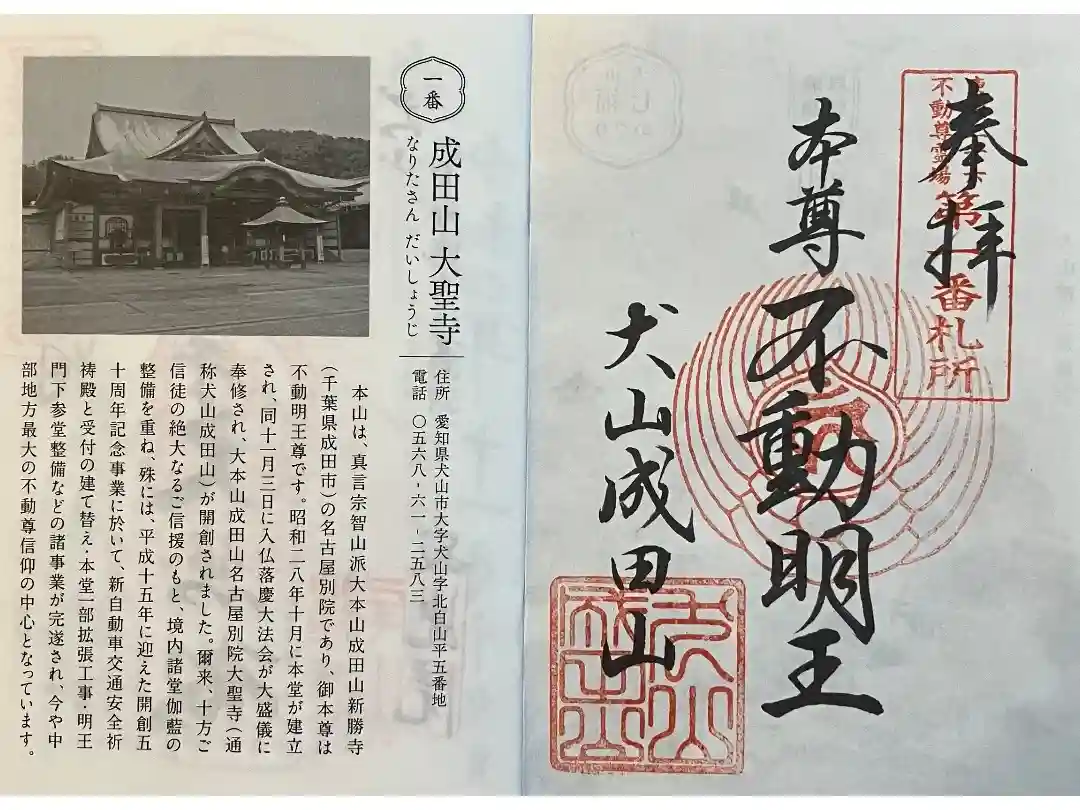 奉拝
不動尊霊場
第一番札所
本尊 不動明王
犬山成田山
一番
成田山 大聖寺
なりたさん だいしょうじ
住所 愛知県犬山市大字犬山字北白山平五番地
電話 〇五六八-六一-二五八三
本山は、真言宗智山派大本山成田山新勝寺
(千葉県成田市)の名古屋別院であり、御本尊は
不動明王尊です。昭和二八年十月に本堂が建立
され、同十一月三日に入仏落慶大法会が大盛儀に
奉修され、大本山成田山名古屋別院大聖寺(通
称犬山成田山)が開創されました。爾来、十方ご
信徒の絶大なるご信援のもと、境内諸堂伽藍の
整備を重ね、殊には、平成十五年に迎えた開創五
十周年記念事業に於いて、新自動車交通安全祈
祷殿と受付の建て替え・本堂一部拡張工事・明王
門下参堂整備などの諸事業が完遂され、今や中
部地方最大の不動尊信仰の中心となっています。